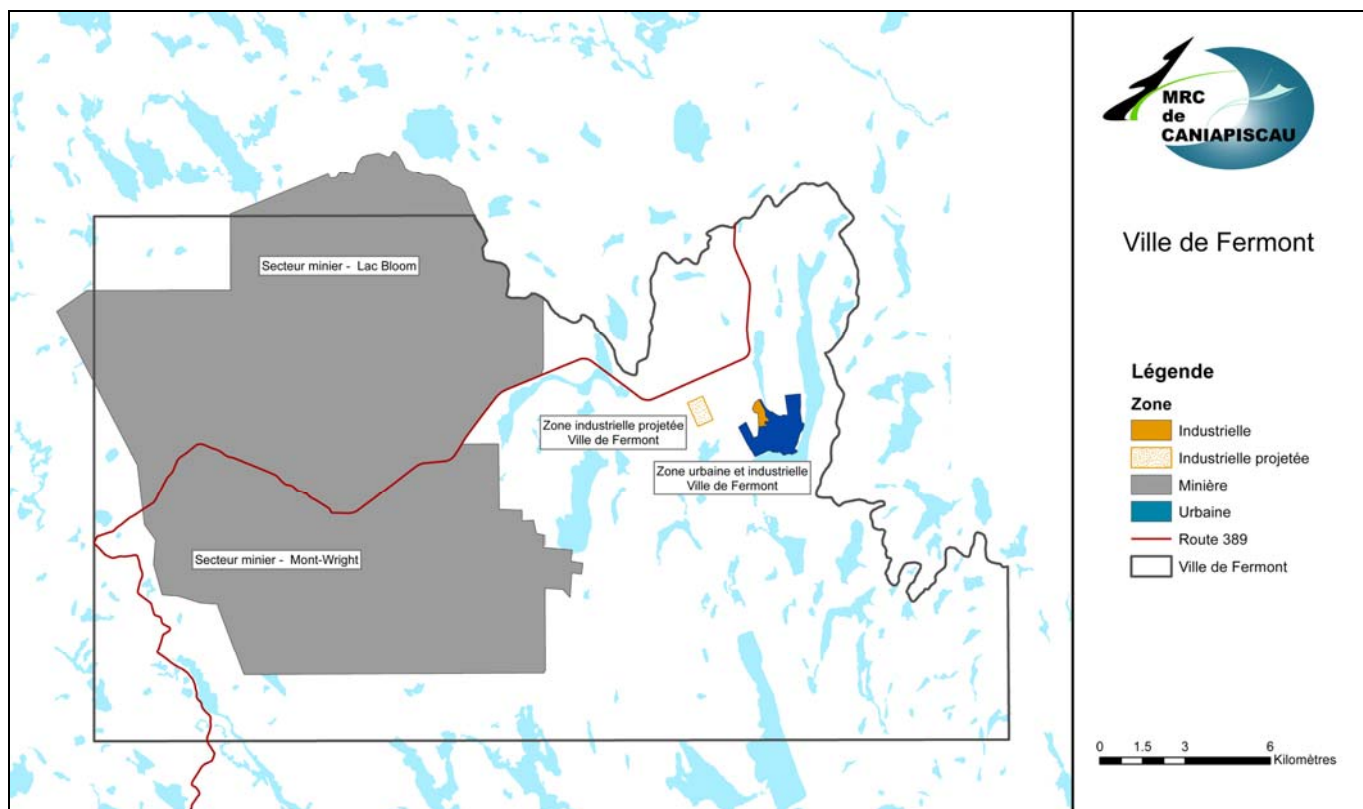 Secteur minier - Lac Bloom
Zone industrielle projetée
Ville de Fermont
Zone urbaine et industrielle
Ville de Fermont
Secteur minier - Mont-Wright
MRC
de
CANIAPISCAU
Ville de Fermont
Légende
Zone
Industrielle
Industrielle projetée
Minière
Urbaine
Route 389
Ville de Fermont
0 1.5 3 6
Kilomètres